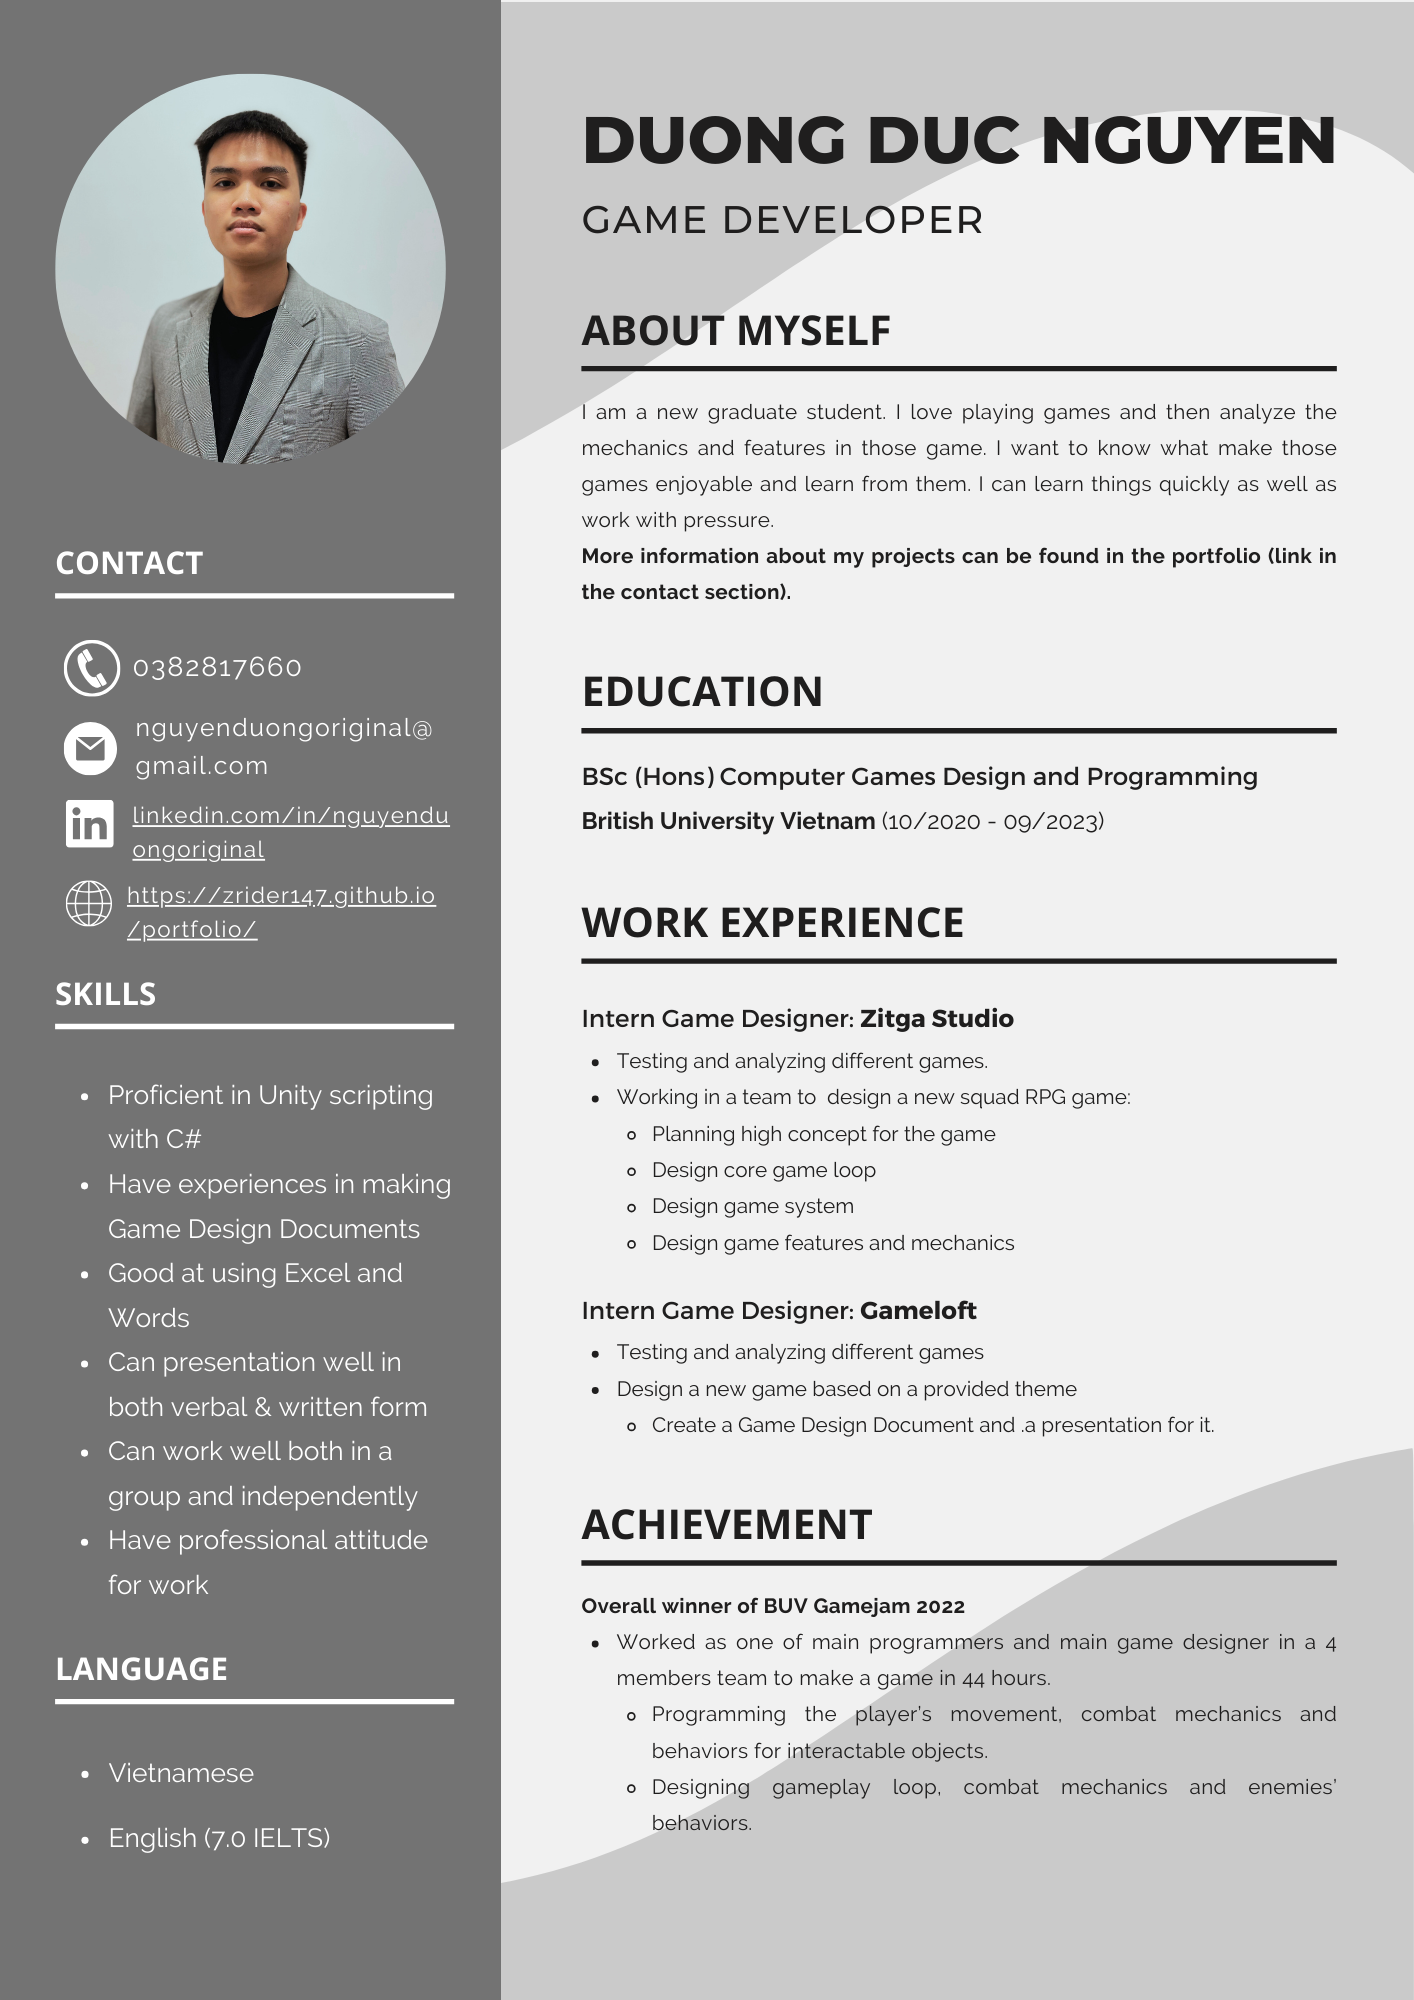 DUONG DUC NGUYEN
GAME DEVELOPER
CONTACT
0382817660
nguyenduongoriginal@
gmail.com
in
linkedin.com/in/nguyendu
ongoriginal
https://zrider147.github.io
/portfolio/
SKILLS
• Proficient in Unity scripting
with C#
• Have experiences in making
Game Design Documents
• Good at using Excel and
Words
• Can presentation well in
both verbal & written form
• Can work well both in a
group and independently
• Have professional attitude
for work
LANGUAGE
• Vietnamese
• English (7.0 IELTS)
ABOUT MYSELF
I am a new graduate student. I love playing games and then analyze the
mechanics and features in those game. I want to know what make those
games enjoyable and learn from them. I can learn things quickly as well as
work with pressure.
More information about my projects can be found in the portfolio (link in
the contact section).
EDUCATION
BSc (Hons) Computer Games Design and Programming
British University Vietnam (10/2020 - 09/2023)
WORK EXPERIENCE
Intern Game Designer: Zitga Studio
• Testing and analyzing different games.
• Working in a team to  design a new squad RPG game:
◦ Planning high concept for the game
◦ Design core game loop
◦ Design game system
◦ Design game features and mechanics
Intern Game Designer: Gameloft
• Testing and analyzing different games
• Design a new game based on a provided theme
◦ Create a Game Design Document and .a presentation for it.
ACHIEVEMENT
Overall winner of BUV Gamejam 2022
• Worked as one of main programmers and main game designer in a 4
members team to make a game in 44 hours.
◦ Programming the player’s movement, combat mechanics and
behaviors for interactable objects.
◦ Designing gameplay loop, combat mechanics and enemies’
behaviors.